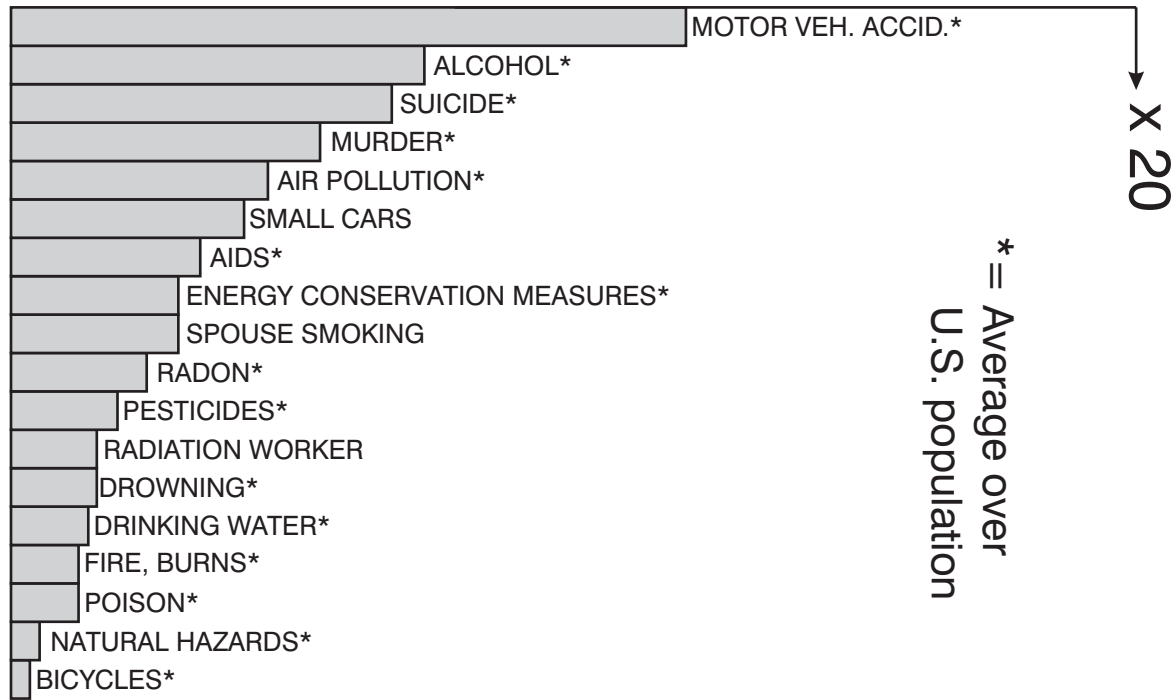 MOTOR VEH. ACCID.*
ALCOHOL*
SUICIDE*
MURDER*
AIR POLLUTION*
SMALL CARS
AIDS*
ENERGY CONSERVATION MEASURES*
SPOUSE SMOKING
RADON*
PESTICIDES*
RADIATION WORKER
DROWNING*
DRINKING WATER*
FIRE, BURNS*
POISON*
NATURAL HAZARDS*
BICYCLES*
x 20
* = Average over
U.S. population